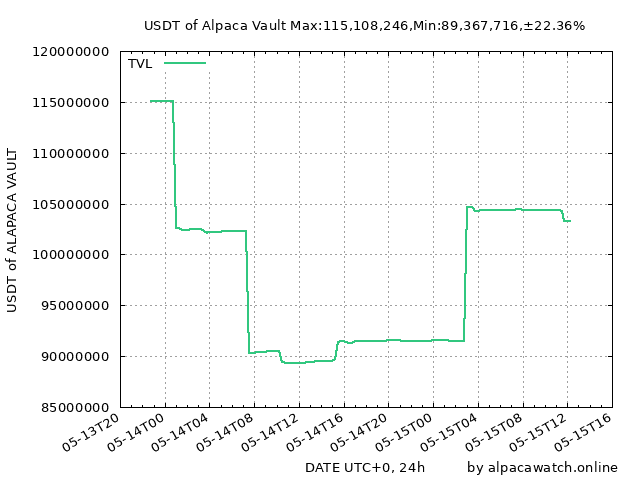 USDT of Alpaca Vault Max:115,108,246,Min:89,367,716,±22.36%
TVL
120000000
115000000
110000000
105000000
100000000
95000000
90000000
85000000
USDT of ALAPACA VAULT
05-13T20
05-14T00
05-14T04
05-14T08
05-14T12
05-14T16
05-14T20
05-15T00
05-15T04
05-15T08
05-15T12
05-15T16
DATE UTC+0, 24h
by alpacawatch.online